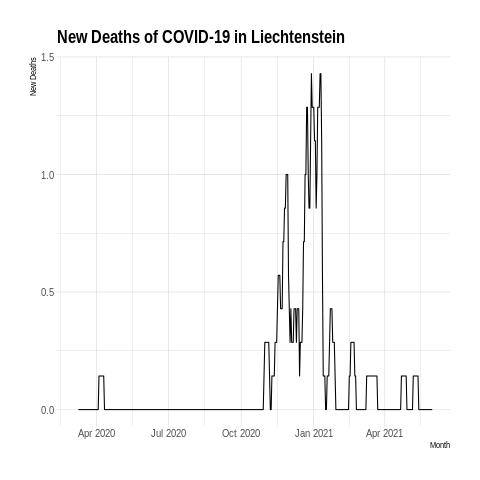 New Deaths of COVID-19 in Liechtenstein
New Deaths
1.5
1.0
0.5
0.0
Apr 2020 Jul 2020 Oct 2020 Jan 2021 Apr 2021
Month